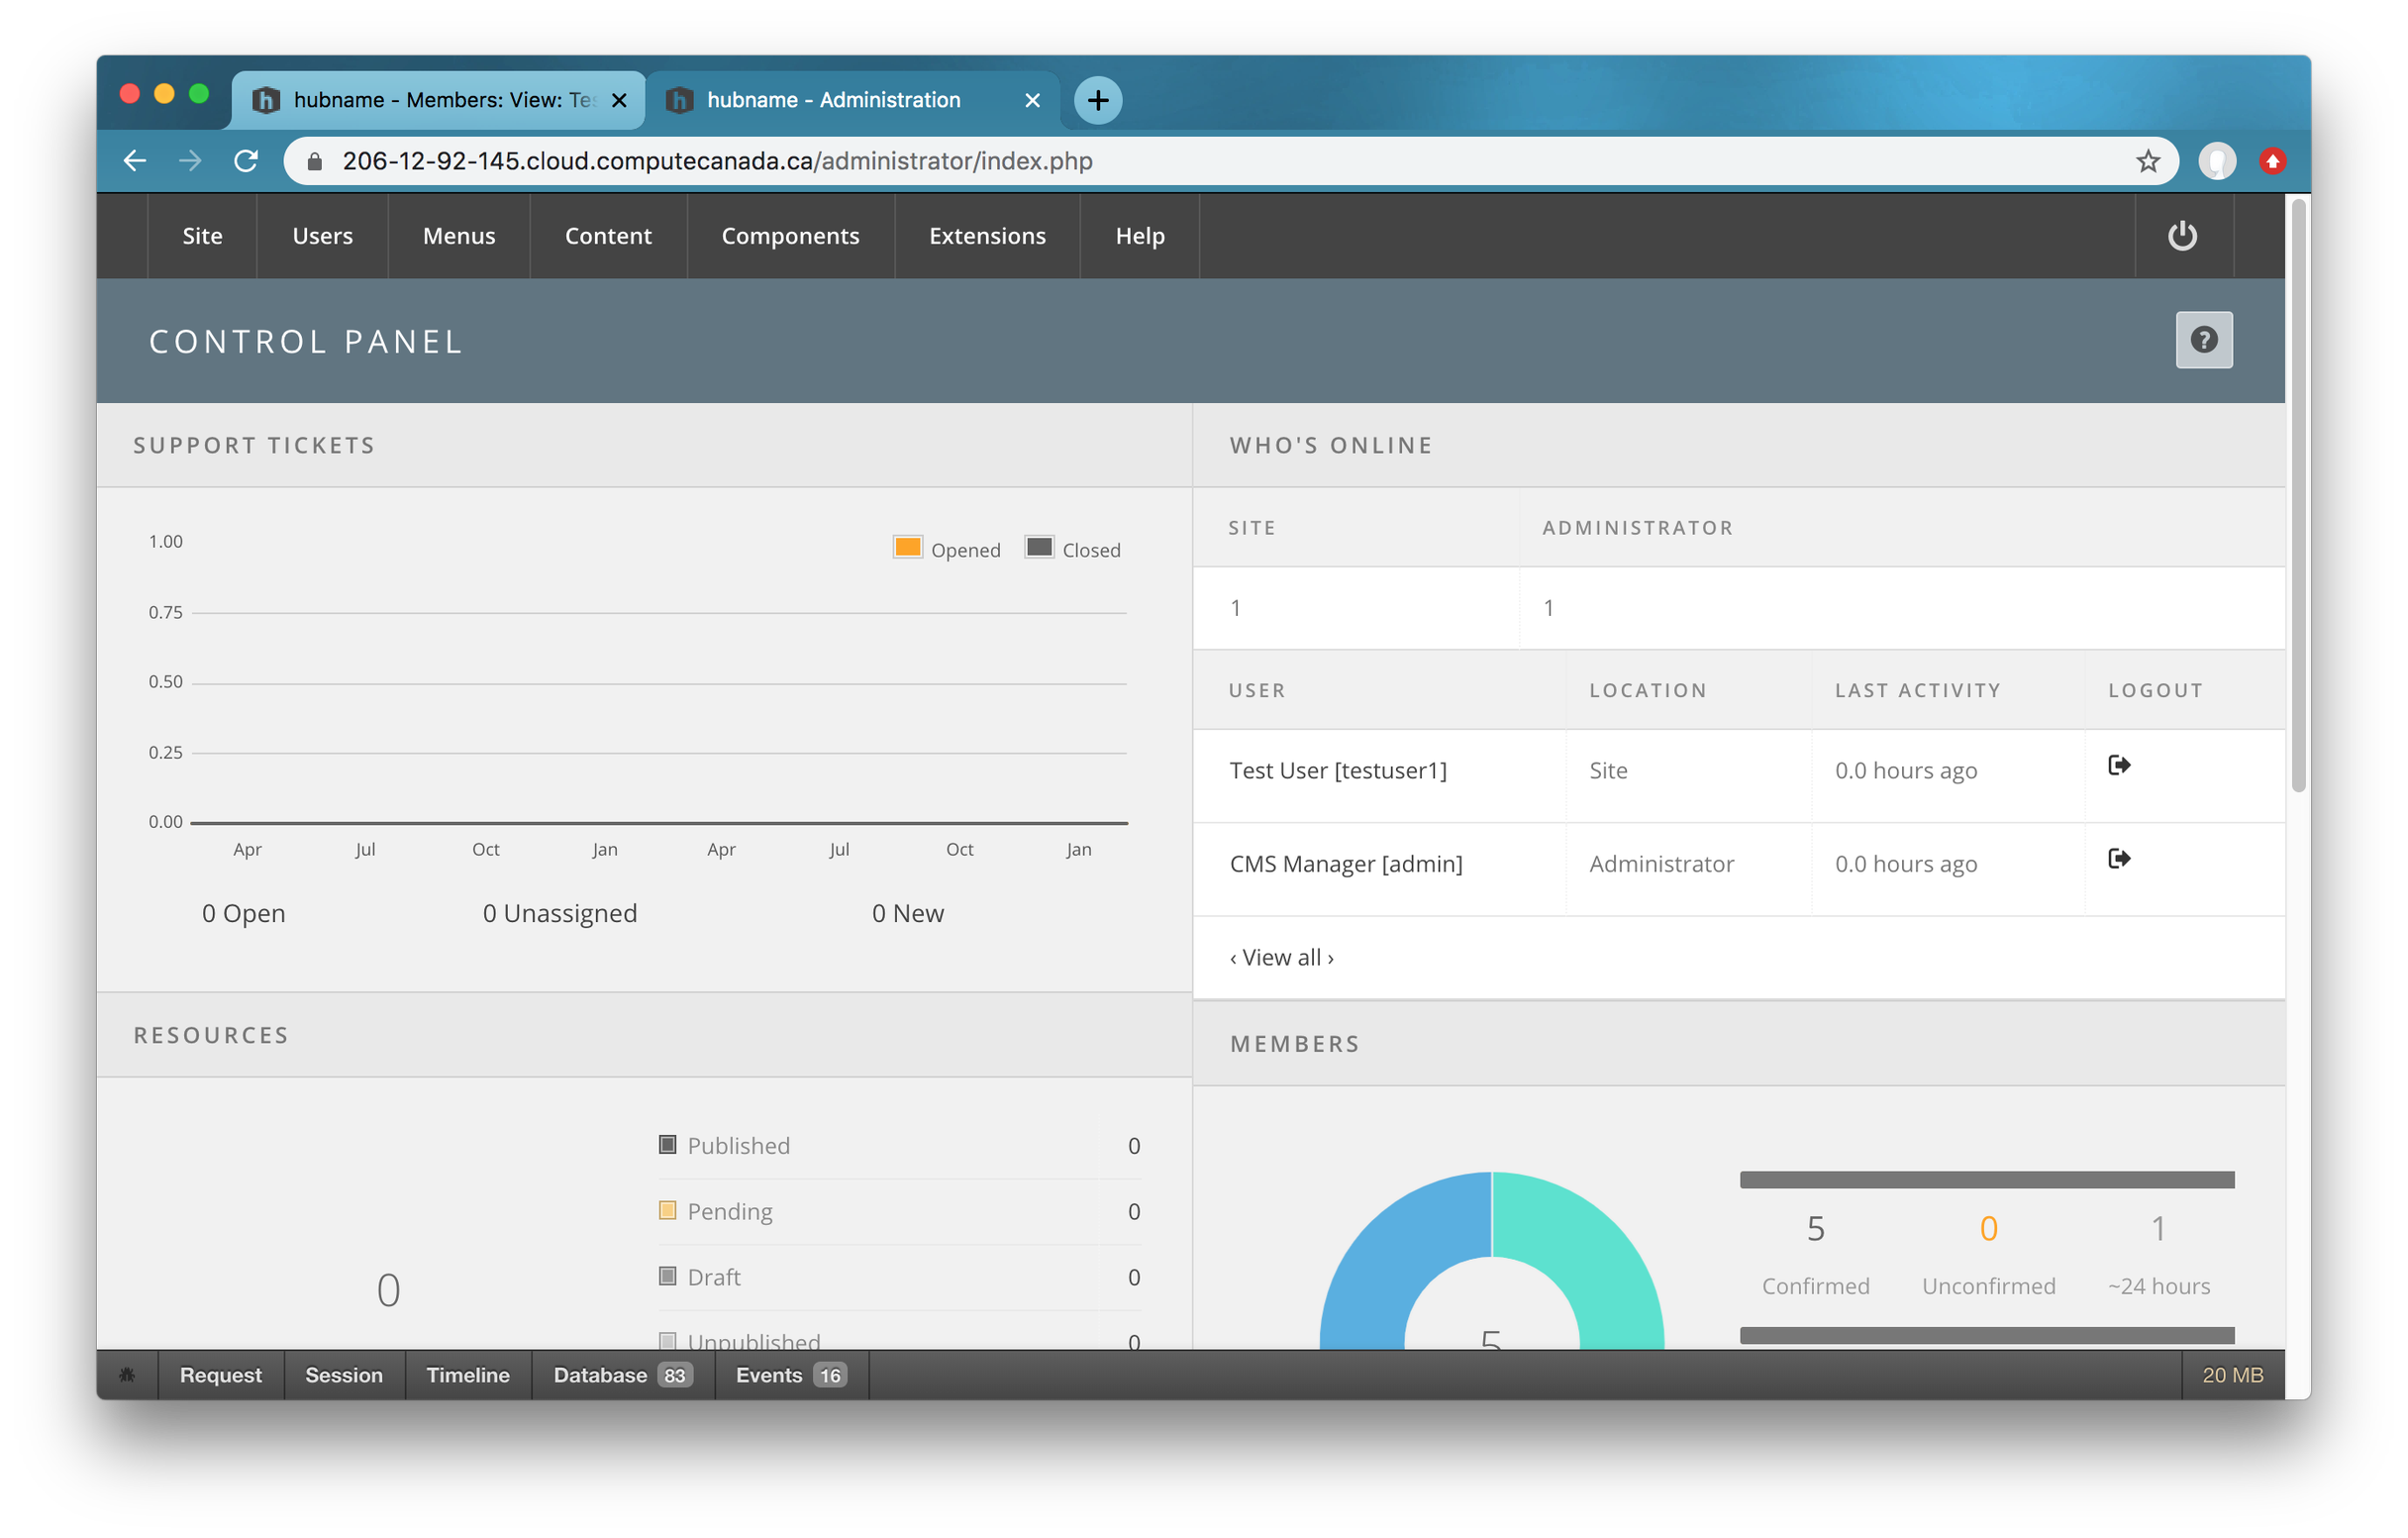 hubname - Members: View: Tes
hubname - Administration
206-12-92-145.cloud.computecanada.ca/administrator/index.php
Site Users Menus Content Components Extensions Help
CONTROL PANEL
?
SUPPORT TICKETS
1.00
Opened Closed
0.75
0.50
0.25
0.00
Apr Jul Oct Jan Apr Jul Oct Jan
0 Open 0 Unassigned 0 New
WHO'S ONLINE
SITE ADMINISTRATOR
1 1
USER LOCATION LAST ACTIVITY LOGOUT
Test User [testuser1] Site 0.0 hours ago
CMS Manager [admin] Administrator 0.0 hours ago
‹ View all ›
RESOURCES
0
Published 0
Pending 0
Draft 0
Unpublished 0
MEMBERS
5
5 0 1
Confirmed Unconfirmed ~24 hours
Request Session Timeline Database 83 Events 16 20 MB